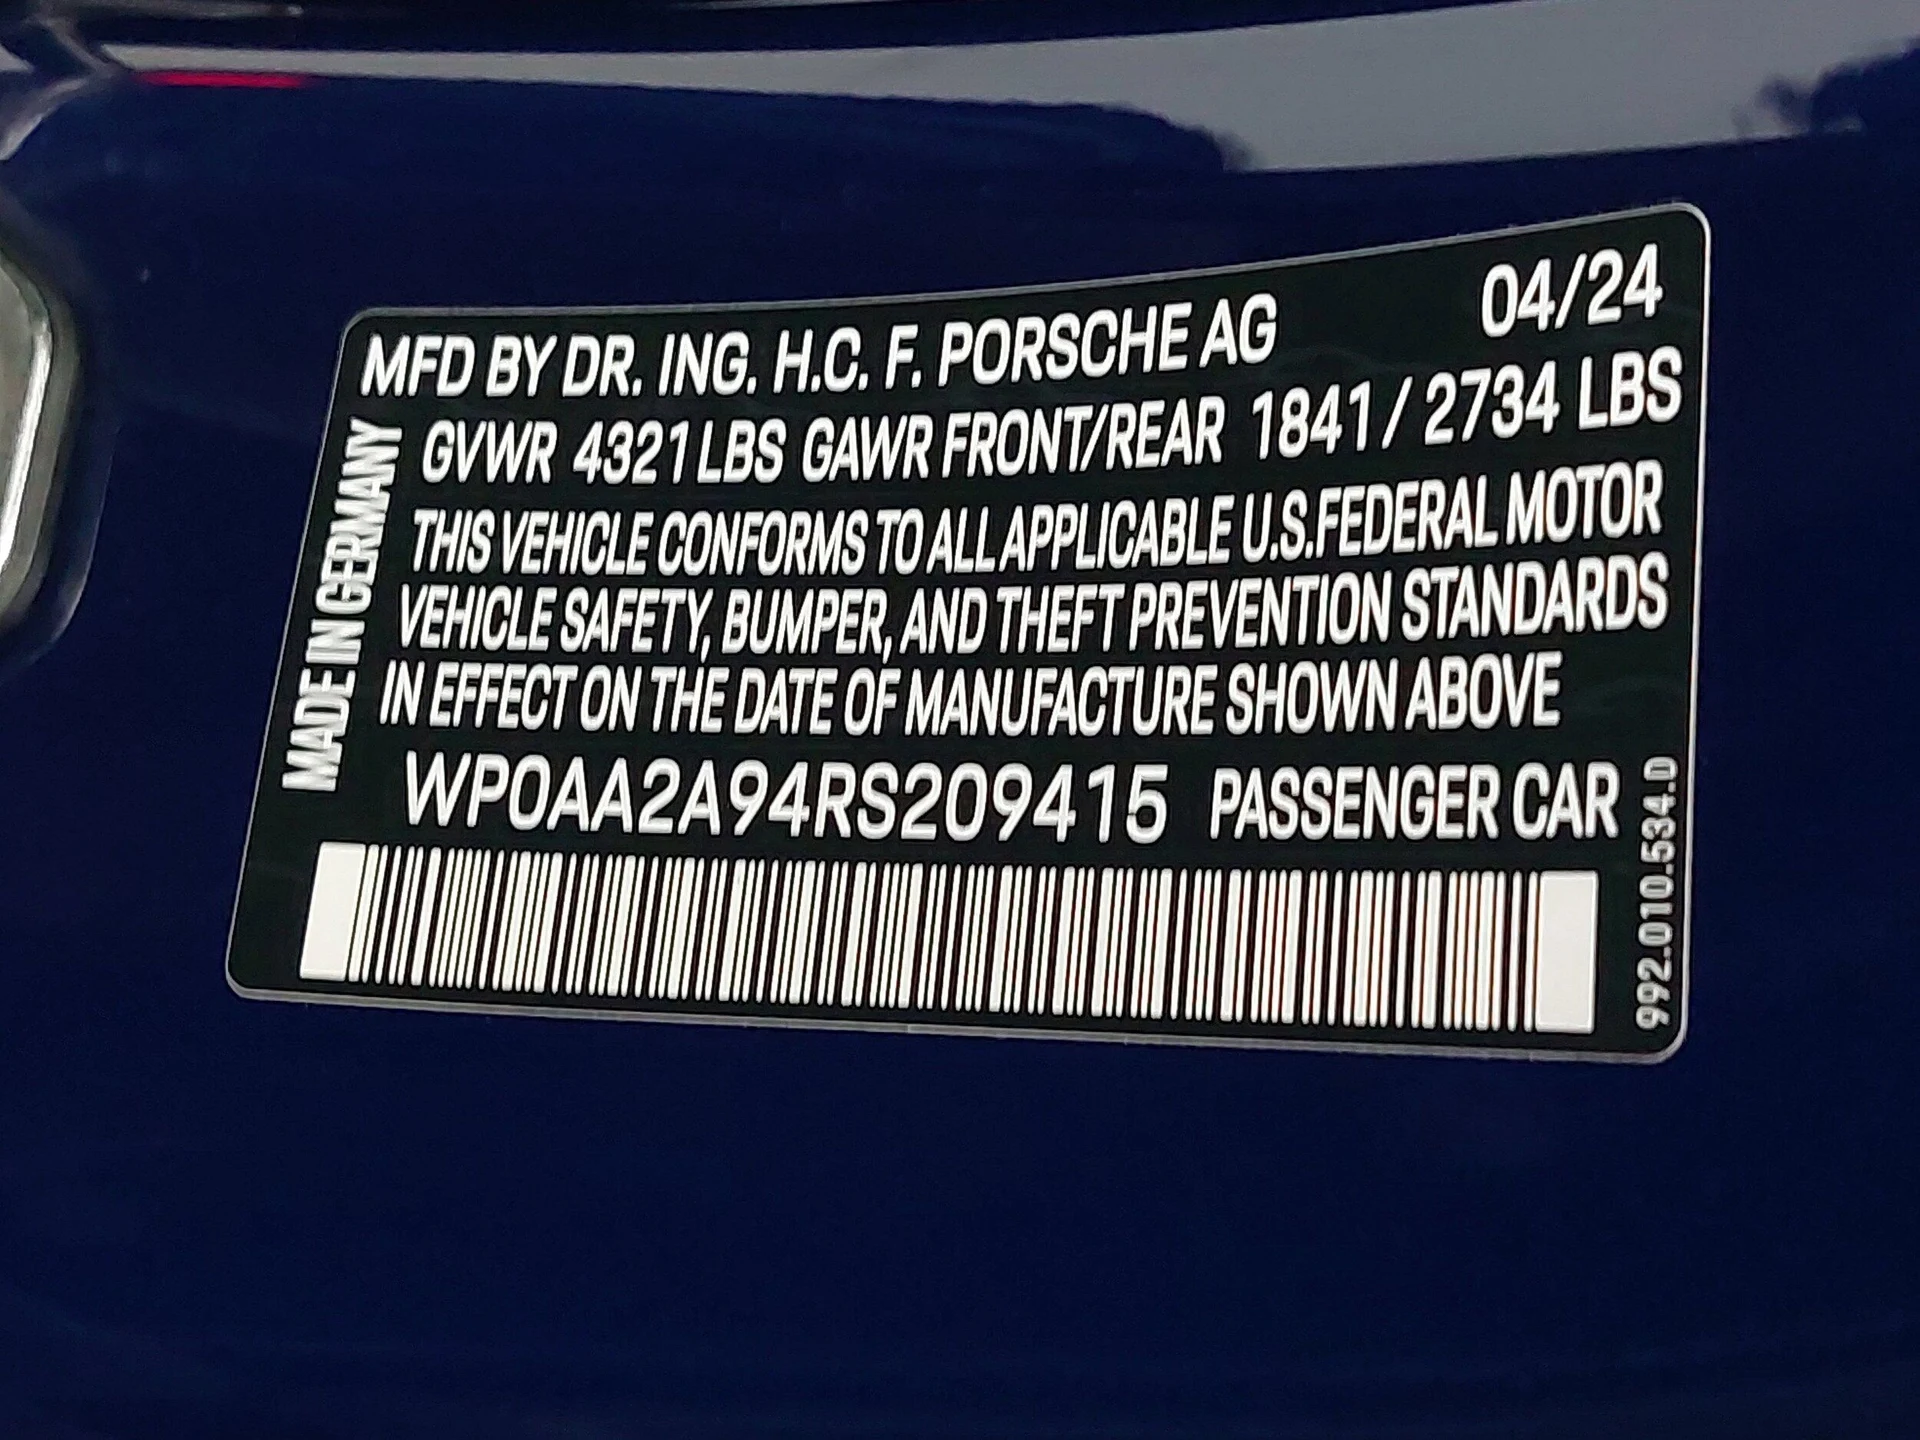 MFD BY DR. ING. H.C. F. PORSCHE AG 04/24
GVWR 4321 LBS GAWR FRONT/REAR 1841 / 2734 LBS
THIS VEHICLE CONFORMS TO ALL APPLICABLE U.S.FEDERAL MOTOR
VEHICLE SAFETY, BUMPER, AND THEFT PREVENTION STANDARDS
IN EFFECT ON THE DATE OF MANUFACTURE SHOWN ABOVE
WP0AA2A94RS209415 PASSENGER CAR
MADE IN GERMANY
992.010.534.D